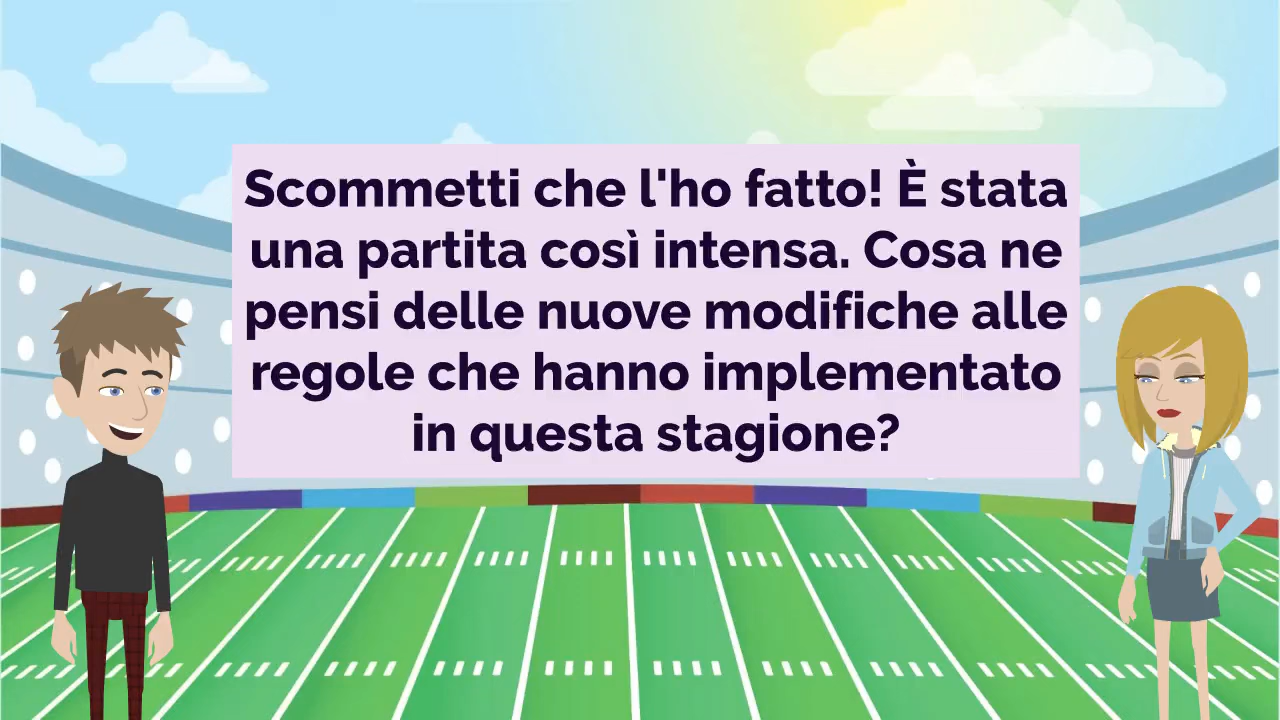 Scommetti che l'ho fatto! È stata
una partita così intensa. Cosa ne
pensi delle nuove modifiche alle
regole che hanno implementato
in questa stagione?